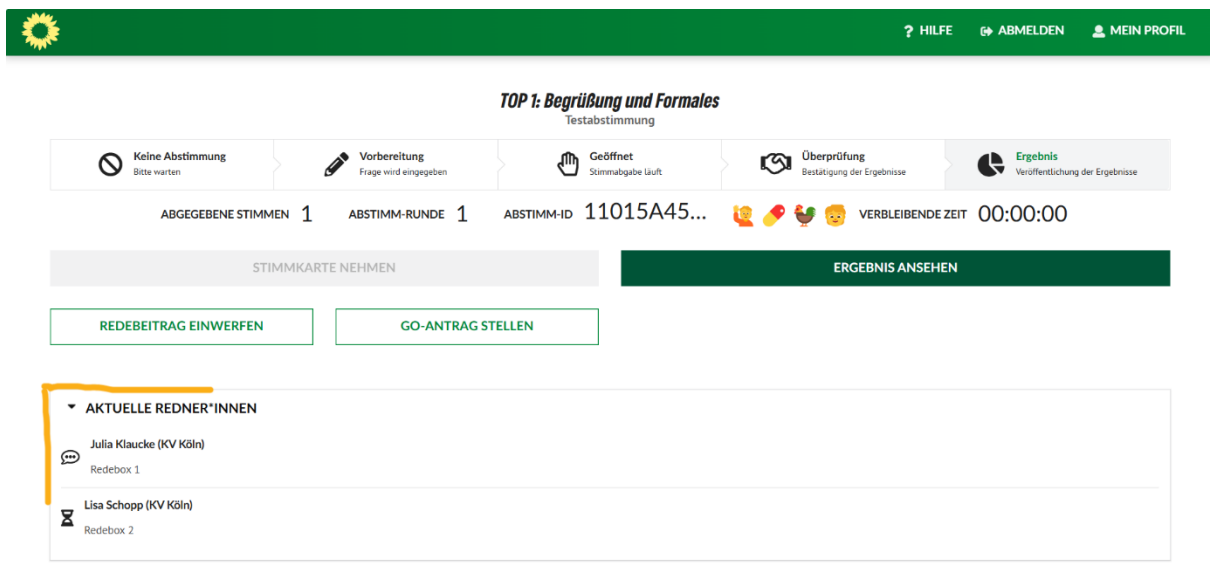 ? HILFE ABMELDEN MEIN PROFIL
TOP 1: Begrüßung und Formales
Testabstimmung
Keine Abstimmung
Bitte warten
Vorbereitung
Frage wird eingegeben
Geöffnet
Stimmabgabe läuft
Überprüfung
Bestätigung der Ergebnisse
Ergebnis
Veröffentlichung der Ergebnisse
ABGEGEBENE STIMMEN 1 ABSTIMM-RUNDE 1 ABSTIMM-ID 11015A45... VERBLEIBENDE ZEIT 00:00:00
STIMMKARTE NEHMEN
ERGEBNIS ANSEHEN
REDEBEITRAG EINWERFEN
GO-ANTRAG STELLEN
AKTUELLE REDNER*INNEN
Julia Klaucke (KV Köln)
Redebox 1
Lisa Schopp (KV Köln)
Redebox 2